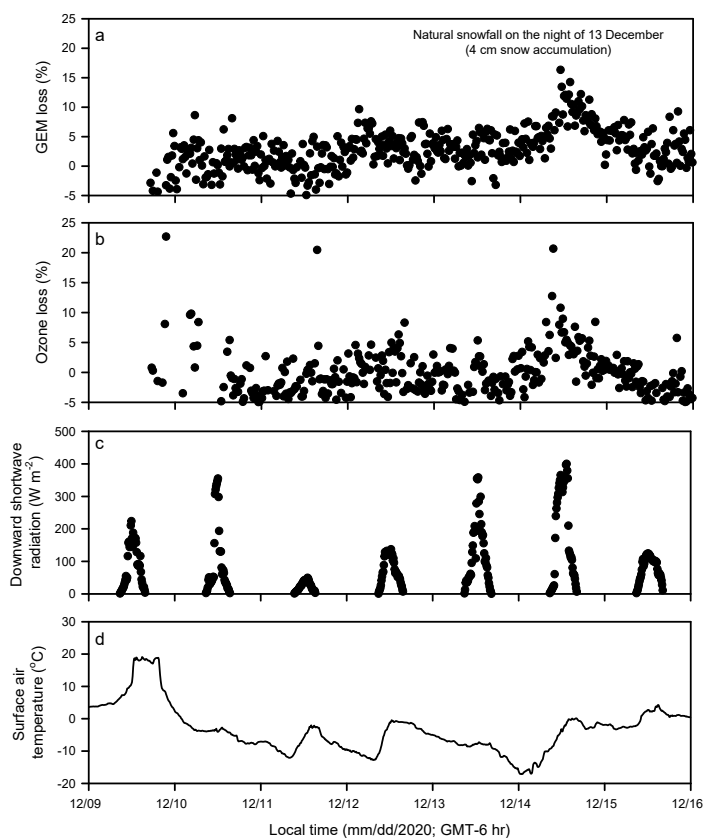 a
Natural snowfall on the night of 13 December
(4 cm snow accumulation)
GEM loss (%)
25
20
15
10
5
0
-5
b
Ozone loss (%)
25
20
15
10
5
0
-5
c
Downward shortwave
radiation (W m-2)
500
400
300
200
100
0
d
Surface air
temperature (oC)
30
20
10
0
-10
-20
12/09 12/10 12/11 12/12 12/13 12/14 12/15 12/16
Local time (mm/dd/2020; GMT-6 hr)